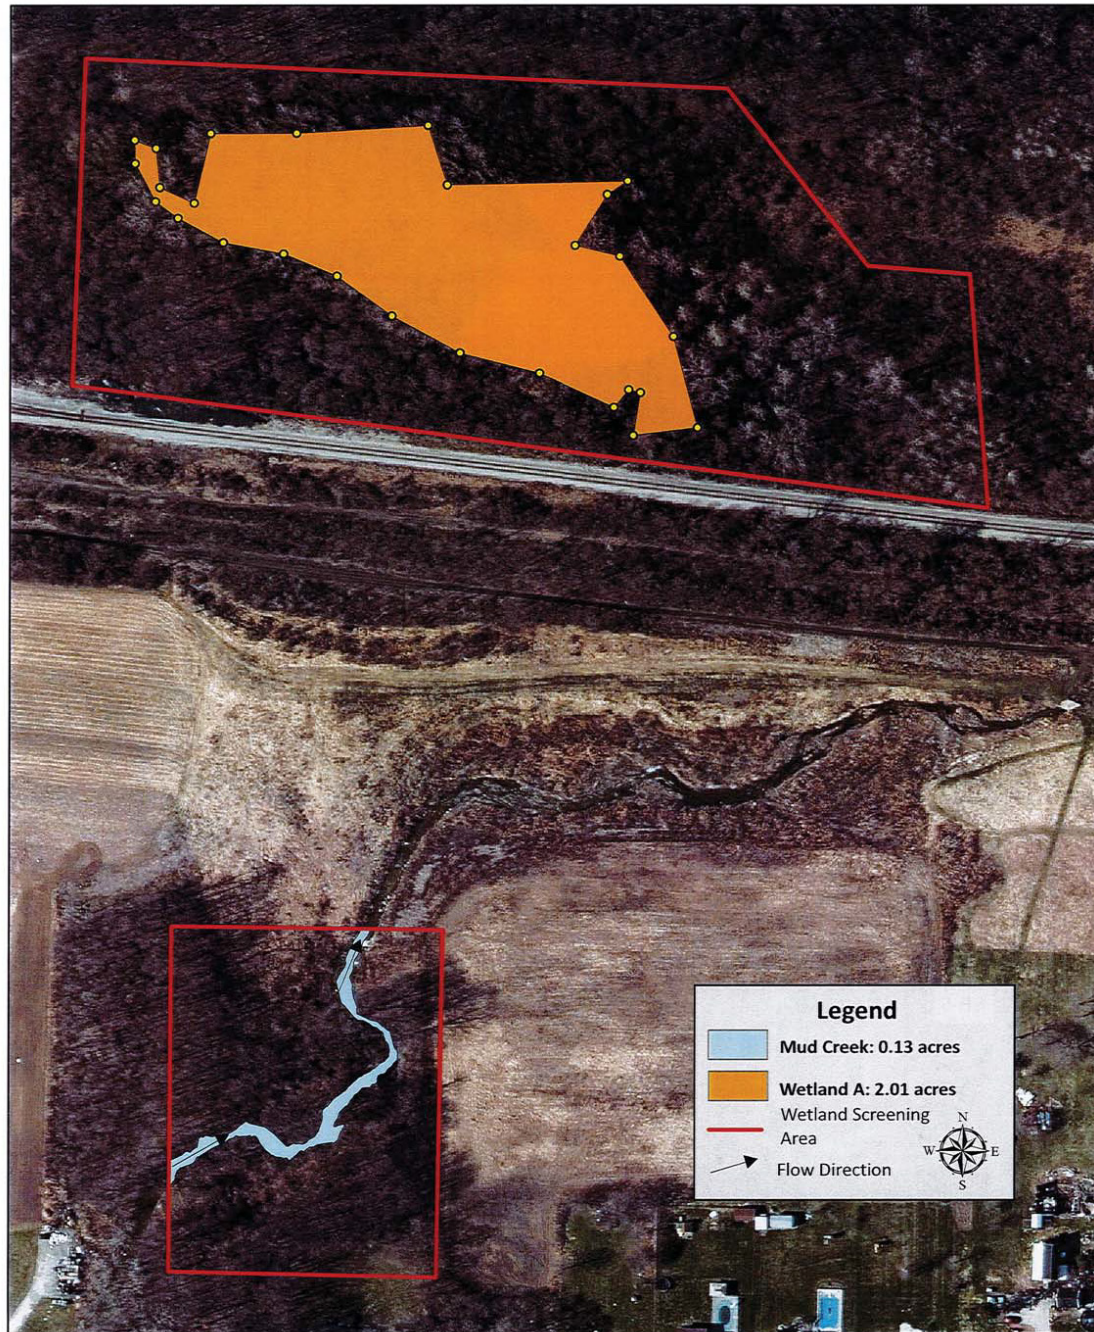 Legend
Mud Creek: 0.13 acres
Wetland A: 2.01 acres
Wetland Screening
Area
Flow Direction
N
W E
S